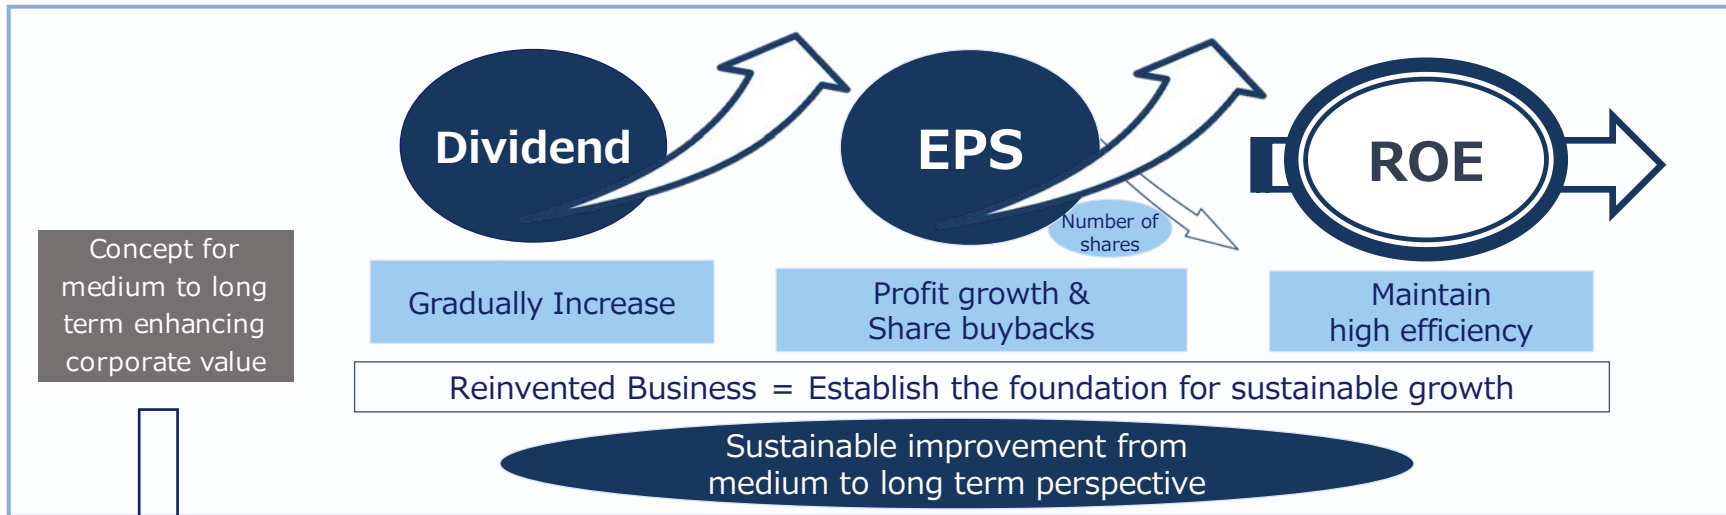 Dividend
EPS
ROE
Number of
shares
Concept for
medium to long
term enhancing
corporate value
Gradually Increase
Profit growth &
Share buybacks
Maintain
high efficiency
Reinvented Business = Establish the foundation for sustainable growth
Sustainable improvement from
medium to long term perspective